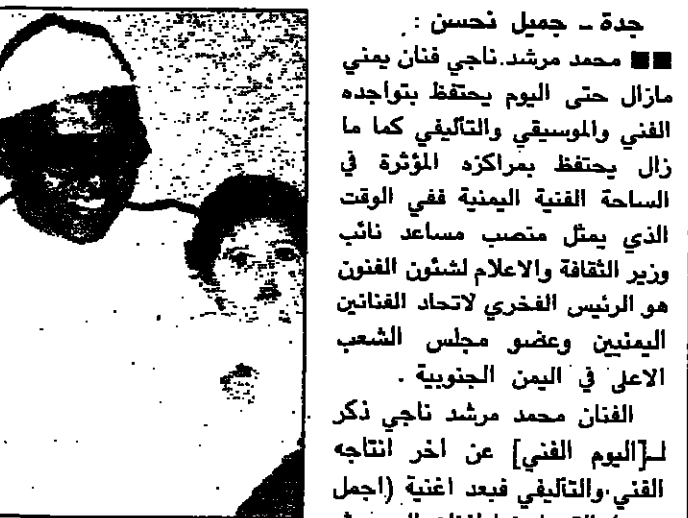 جدة ـ جميل نحسن :
■■ محمد مرشد ناجي فنان يمني
مازال حتى اليوم يحتفظ بتواجده
الفني والموسيقي والتأليفي كما ما
زال يحتفظ بمراكزه المؤثرة في
الساحة الفنية اليمنية ففي الوقت
الذي يمثل منصب مساعد نائب
وزير الثقافة والاعلام لشئون الفنون
هو الرئيس الفخري لاتحاد الفنانين
اليمنيين وعضو مجلس الشعب
الاعلى في اليمن الجنوبية .
الفنان محمد مرشد ناجي ذكر
لـ[اليوم الفني] عن اخر انتاجه
الفني والتأليفي فبعد اغنية (اجمل